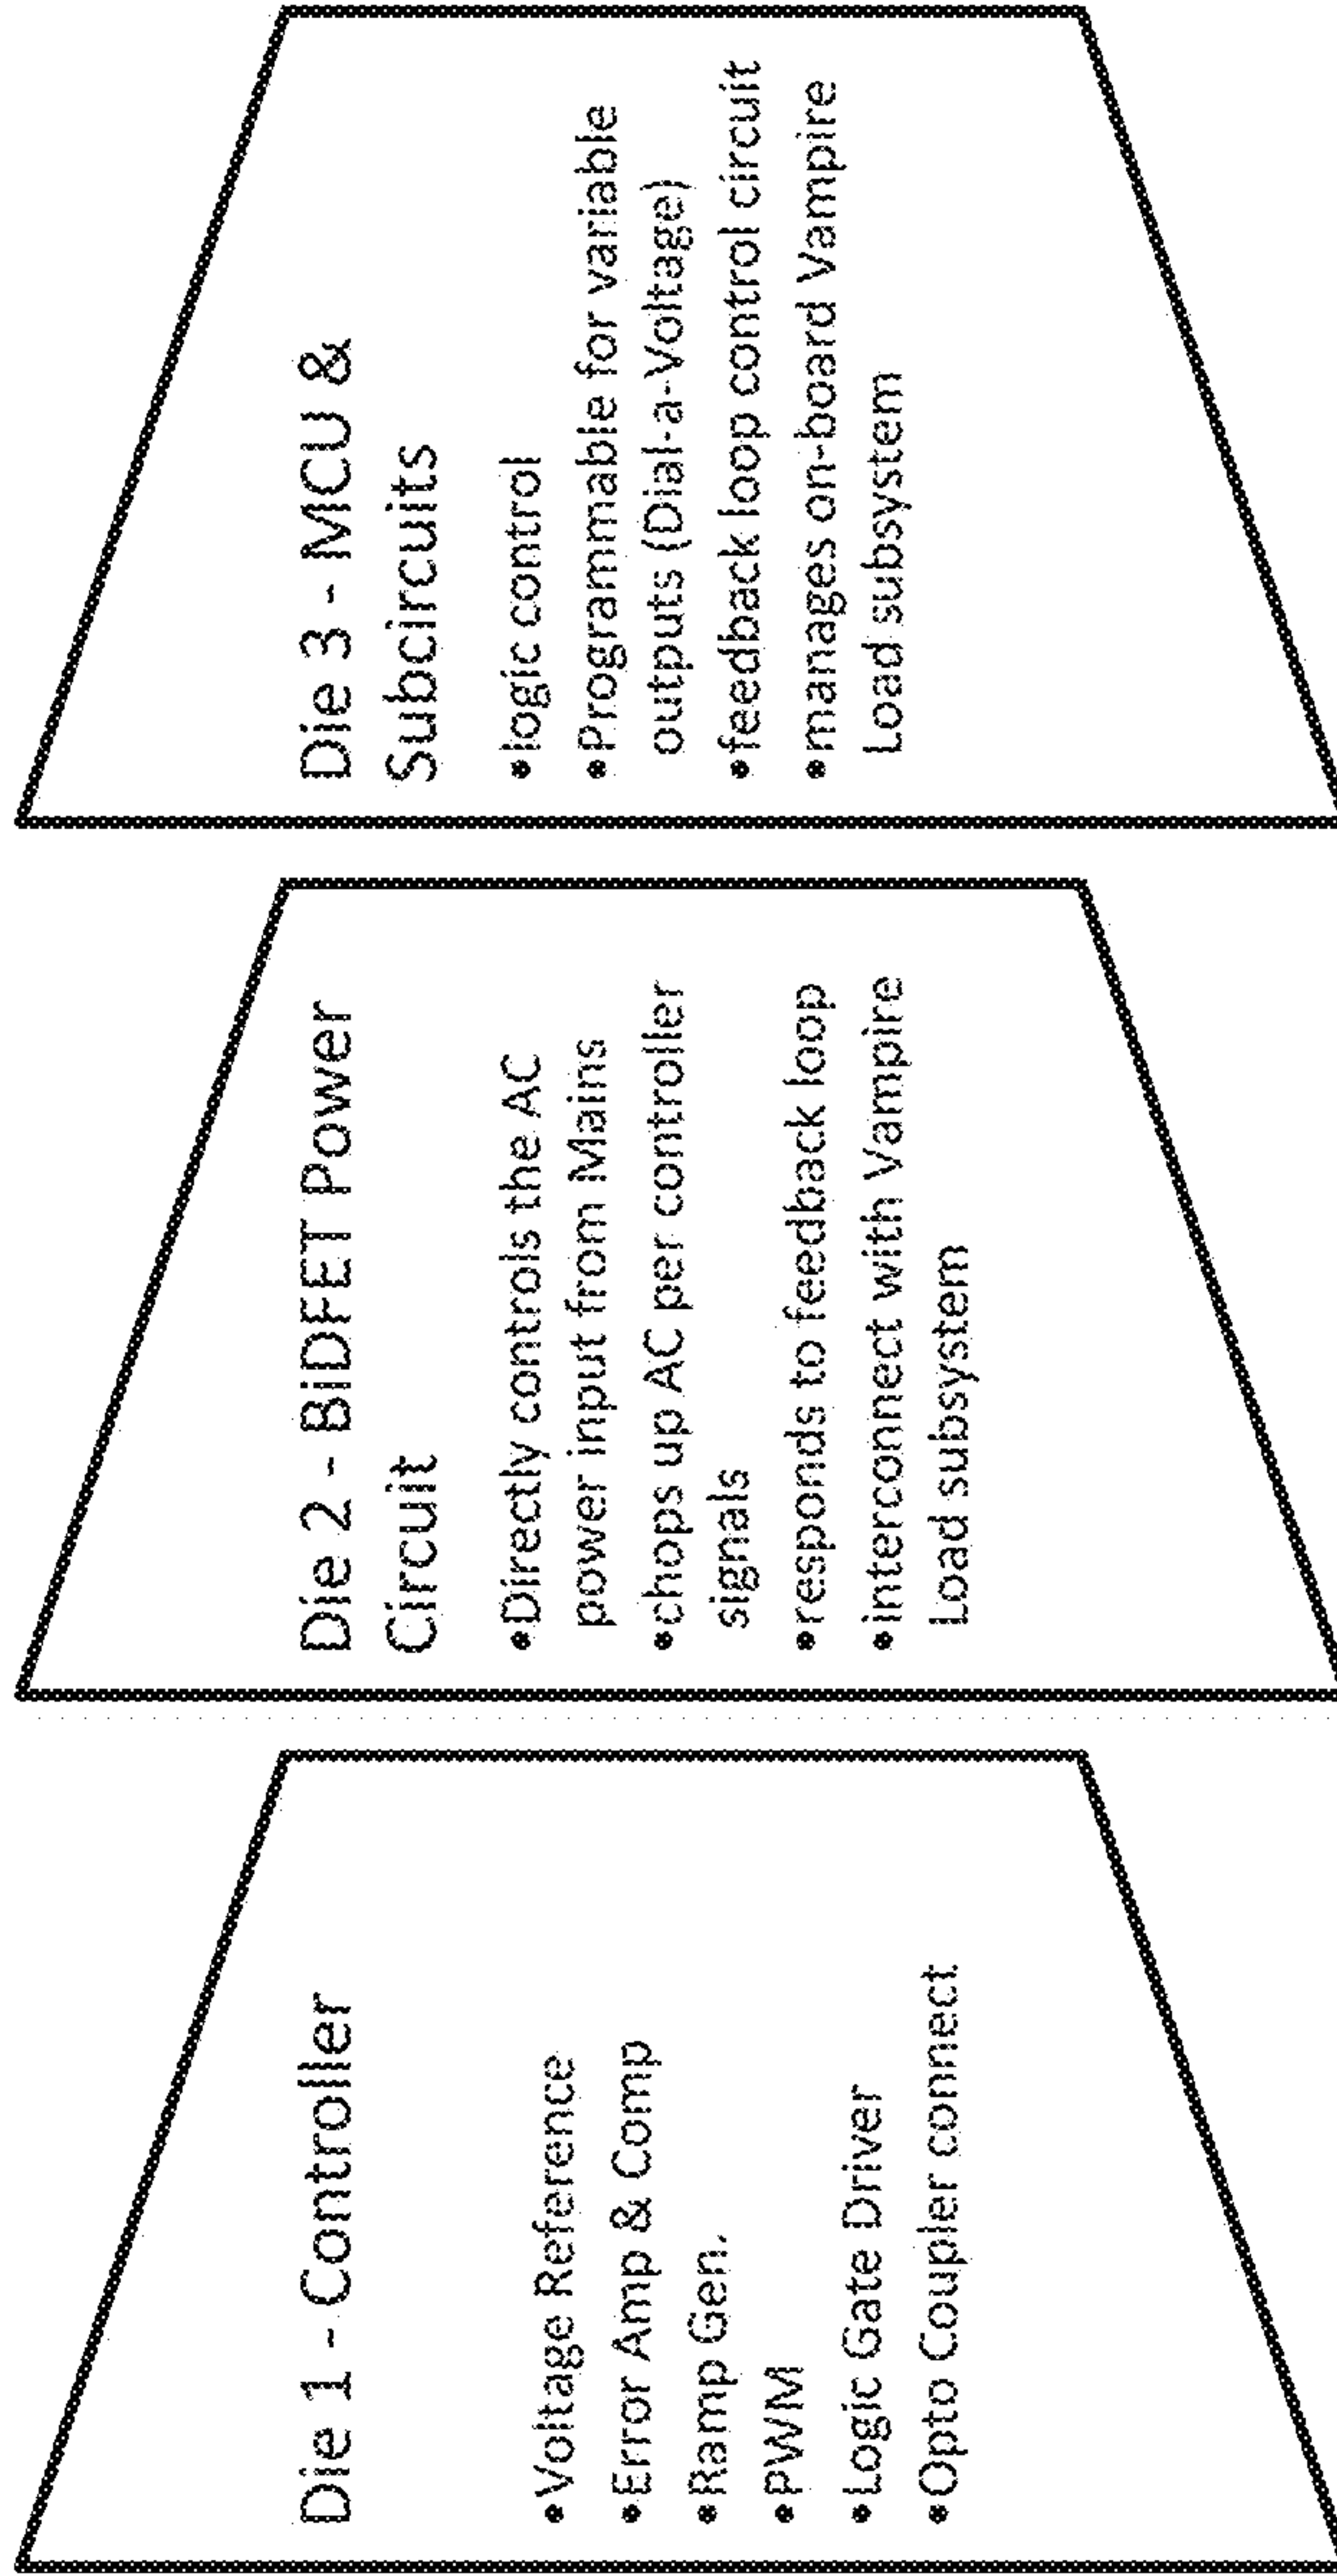 Die 1 - Controller
•Voltage Reference
•Error Amp & Comp
•Ramp Gen.
•PWM
•Logic Gate Driver
•Opto Coupler connect
Die 2 - BiDFET Power
Circuit
•Directly controls the AC
power input from Mains
•chops up AC per controller
signals
•responds to feedback loop
•interconnect with Vampire
Load subsystem
Die 3 - MCU &
Subcircuits
•logic control
•Programmable for variable
outputs (Dial-a-Voltage)
•feedback loop control circuit
•manages on-board Vampire
Load subsystem